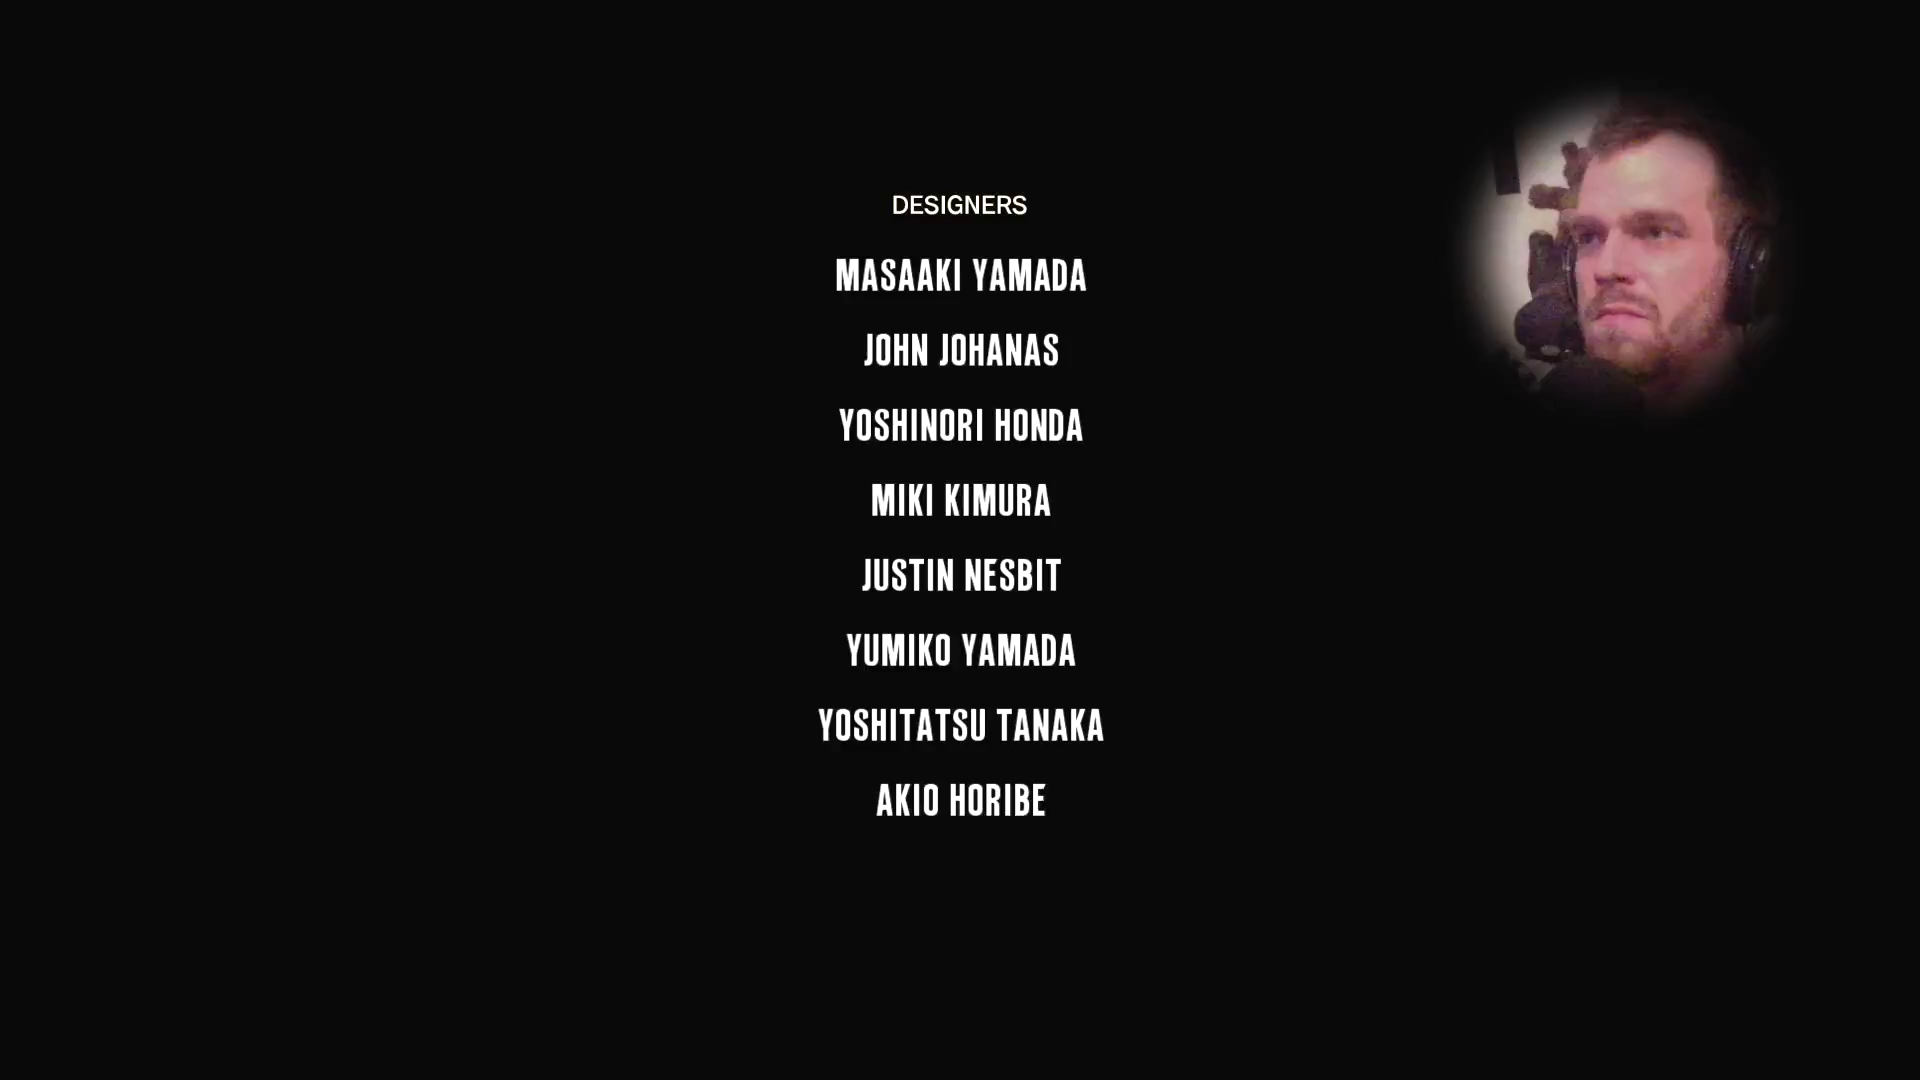 DESIGNERS
MASAAKI YAMADA
JOHN JOHANAS
YOSHINORI HONDA
MIKI KIMURA
JUSTIN NESBIT
YUMIKO YAMADA
YOSHITATSU TANAKA
AKIO HORIBE